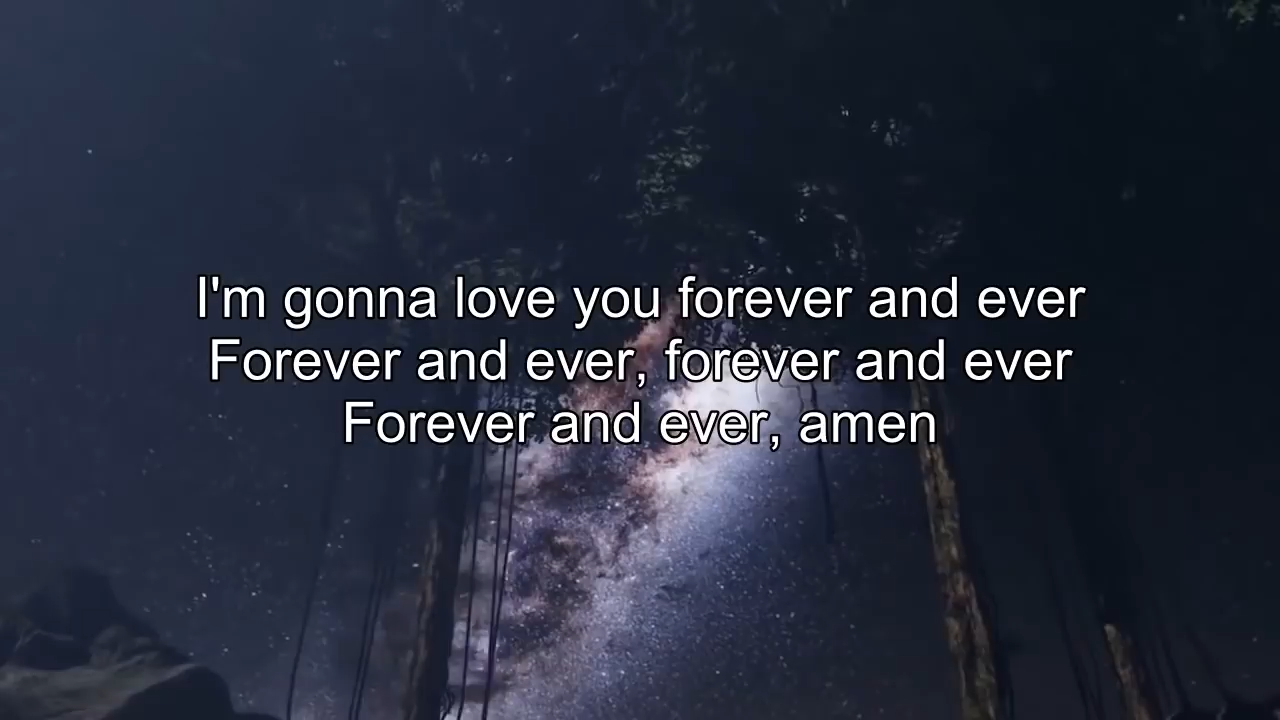 I'm gonna love you forever and ever
Forever and ever, forever and ever
Forever and ever, amen